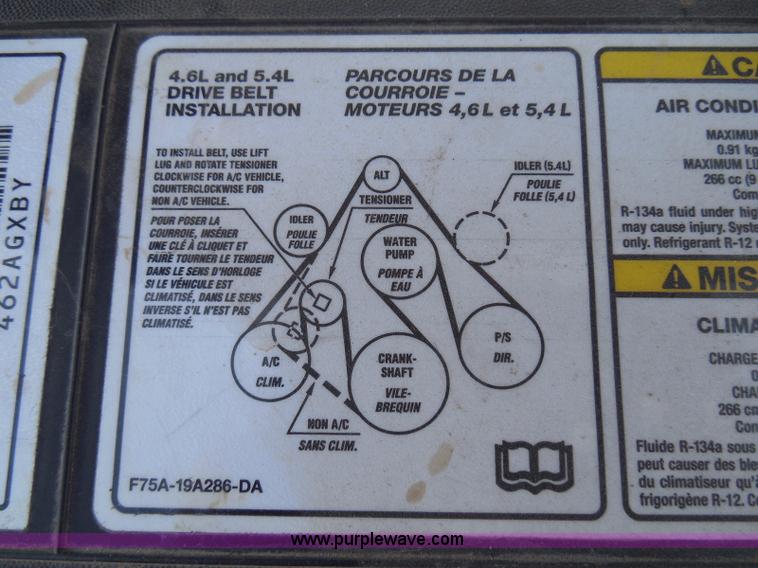 462AGXBY
4.6L and 5.4L
DRIVE BELT
INSTALLATION
PARCOURS DE LA
COURROIE –
MOTEURS 4,6 L et 5,4 L
TO INSTALL BELT, USE LIFT
LUG AND ROTATE TENSIONER
CLOCKWISE FOR A/C VEHICLE,
COUNTERCLOCKWISE FOR
NON A/C VEHICLE.
POUR POSER LA
COURROIE, INSÉRER
UNE CLÉ À CLIQUET ET
FAIRE TOURNER LE TENDEUR
DANS LE SENS D'HORLOGE
SI LE VÉHICULE EST
CLIMATISÉ, DANS LE SENS
INVERSE S'IL N'EST PAS
CLIMATISÉ.
ALT
TENSIONER
TENDEUR
IDLER (5.4L)
POULIE
FOLLE (5,4 L)
IDLER
POULIE
FOLLE
WATER
PUMP
POMPE À
EAU
P/S
DIR.
A/C
CLIM.
CRANK-
SHAFT
VILE-
BREQUIN
NON A/C
SANS CLIM.
F75A-19A286-DA
CA
AIR CONDI
MAXIMUM
0.91 kg
MAXIMUM LU
266 cc (9
Com
R-134a fluid under hig
may cause injury. Syste
only. Refrigerant R-12 n
MIS
CLIMA
CHARGE
0
CHA
266 cm
Con
Fluide R-134a sous
peut causer des ble
du climatiseur qu'à
frigorigène R-12. Co
www.purplewave.com